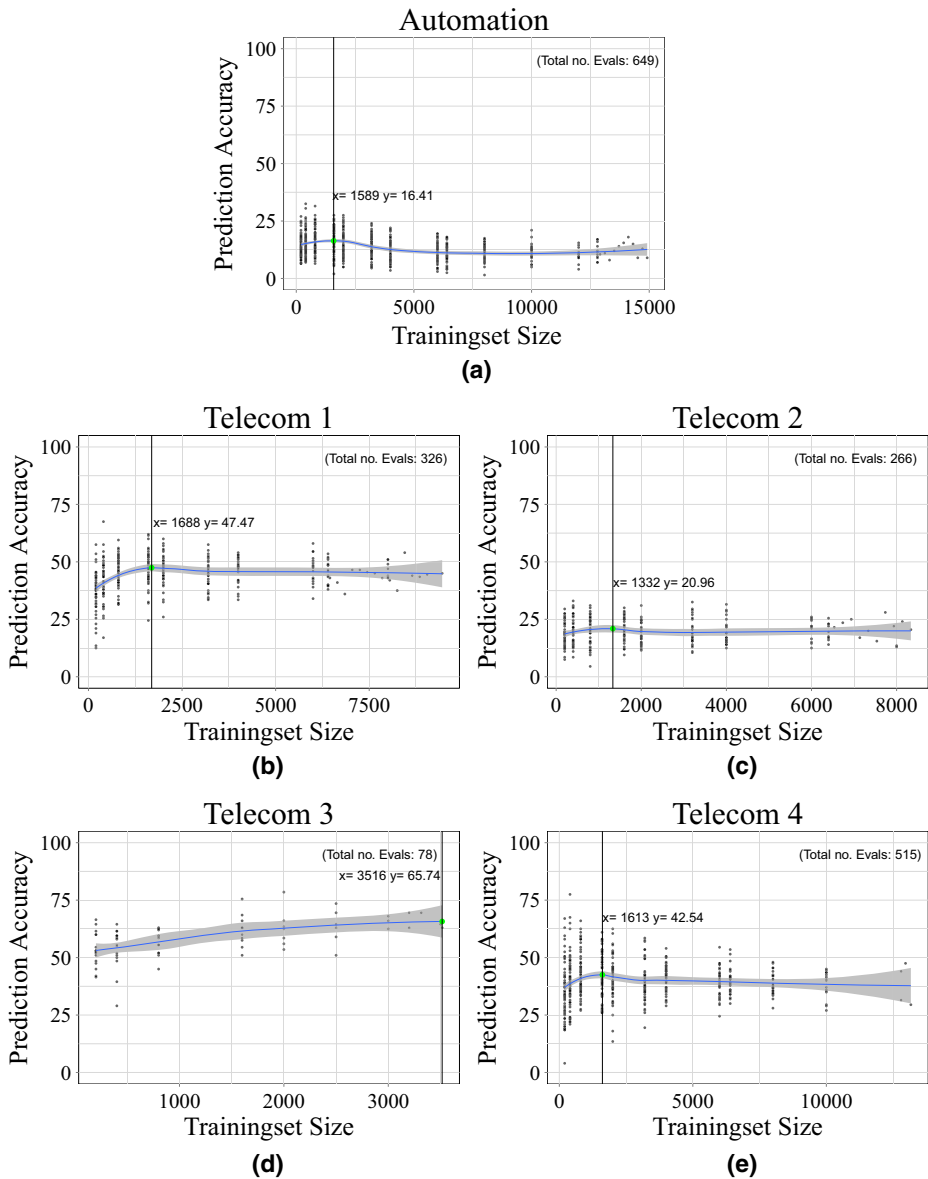 Automation
100
75
50
25
0
Prediction Accuracy
(Total no. Evals: 649)
x= 1589 y= 16.41
0 5000 10000 15000
Trainingset Size
(a)
Telecom 1
100
75
50
25
0
Prediction Accuracy
(Total no. Evals: 326)
x= 1688 y= 47.47
0 2500 5000 7500
Trainingset Size
(b)
Telecom 2
100
75
50
25
0
Prediction Accuracy
(Total no. Evals: 266)
x= 1332 y= 20.96
0 2000 4000 6000 8000
Trainingset Size
(c)
Telecom 3
100
75
50
25
0
Prediction Accuracy
(Total no. Evals: 78)
x= 3516 y= 65.74
1000 2000 3000
Trainingset Size
(d)
Telecom 4
100
75
50
25
0
Prediction Accuracy
(Total no. Evals: 515)
x= 1613 y= 42.54
0 5000 10000
Trainingset Size
(e)